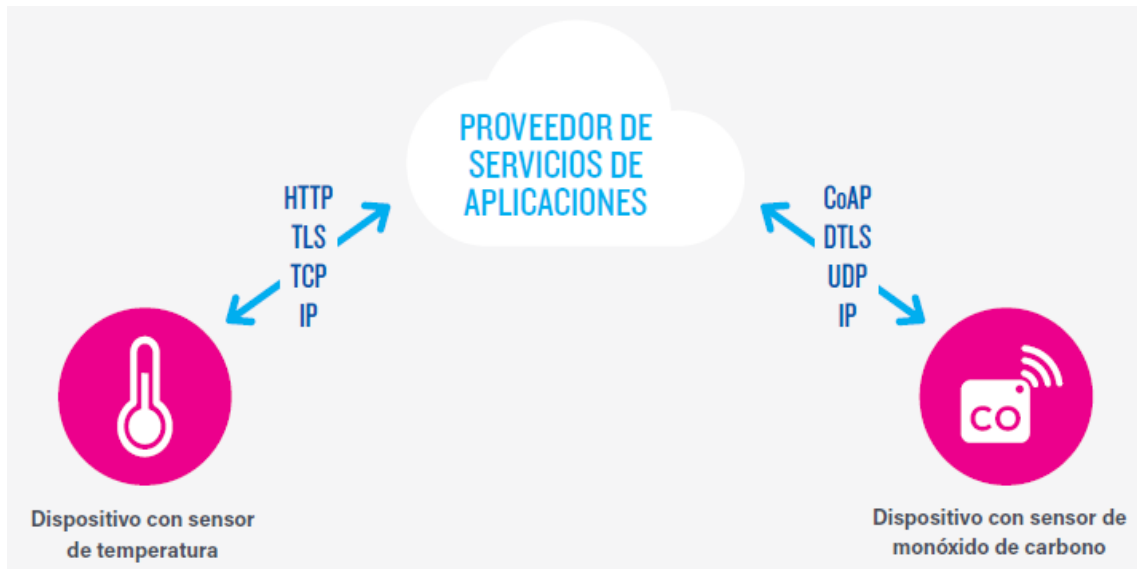 PROVEEDOR DE
SERVICIOS DE
APLICACIONES
HTTP
TLS
TCP
IP
CoAP
DTLS
UDP
IP
CO
Dispositivo con sensor
de temperatura
Dispositivo con sensor de
monóxido de carbono